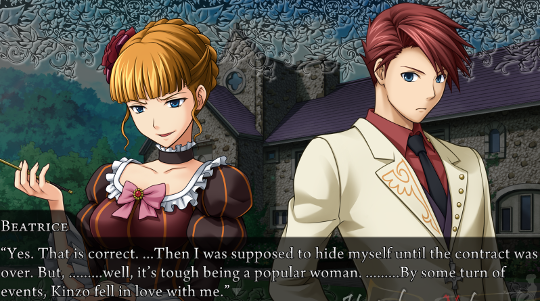 Beatrice
“Yes. That is correct. ...Then I was supposed to hide myself until the contract was
over. But, ........well, it’s tough being a popular woman. .........By some turn of
events, Kinzo fell in love with me.”